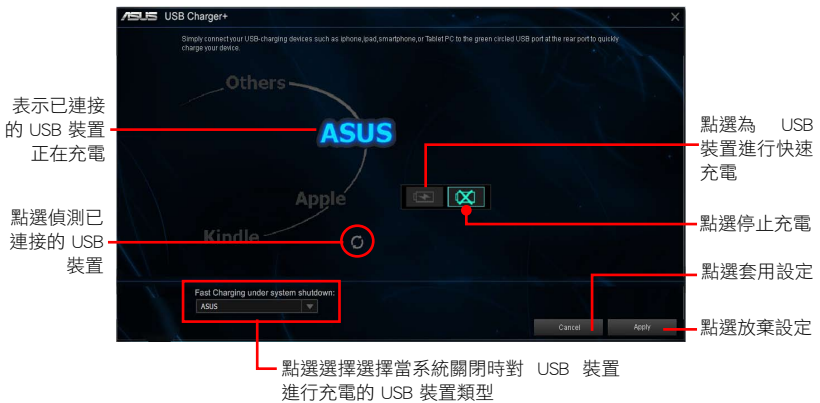 ASUS USB Charger+
Simply connect your USB-charging devices such as iphone,ipad,smartphone,or Tablet PC to the green circled USB port at the rear port to quickly
charge your device.
Others
ASUS
Apple
Kindle
Fast Charging under system shutdown:
ASUS
Cancel
Apply
表示已連接
的 USB 裝置
正在充電
點選偵測已
連接的 USB
裝置
點選為 USB
裝置進行快速
充電
點選停止充電
點選套用設定
點選放棄設定
點選選擇選擇當系統關閉時對 USB 裝置
進行充電的 USB 裝置類型